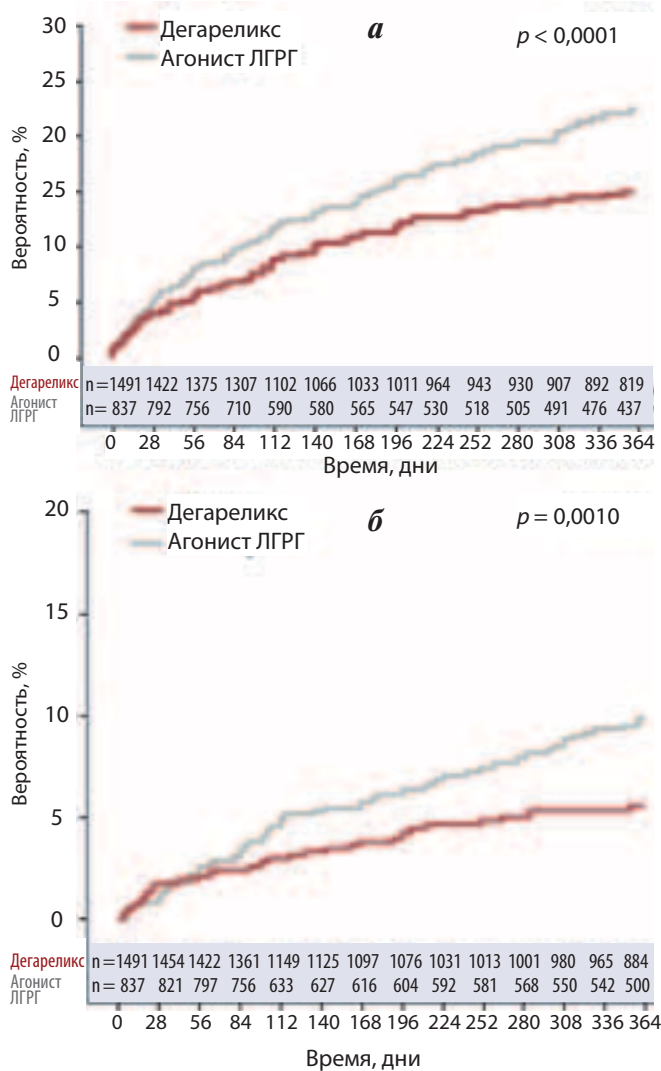 30
Дегареликс
а
p < 0,0001
Агонист ЛГРГ
25
20
25
10
5
0
Вероятность, %
Дегареликс n=1491 1422 1375 1307 1102 1066 1033 1011 964 943 930 907 892 819
Агонист ЛГРГ n= 837 792 756 710 590 580 565 547 530 518 505 491 476 437
0 28 56 84 112 140 168 196 224 252 280 308 336 364
Время, дни
20
Дегареликс
б
p = 0,0010
Агонист ЛГРГ
15
10
5
0
Вероятность, %
Дегареликс n=1491 1454 1422 1361 1149 1125 1097 1076 1031 1013 1001 980 965 884
Агонист ЛГРГ n= 837 821 797 756 633 627 616 604 592 581 568 550 542 500
0 28 56 84 112 140 168 196 224 252 280 308 336 364
Время, дни